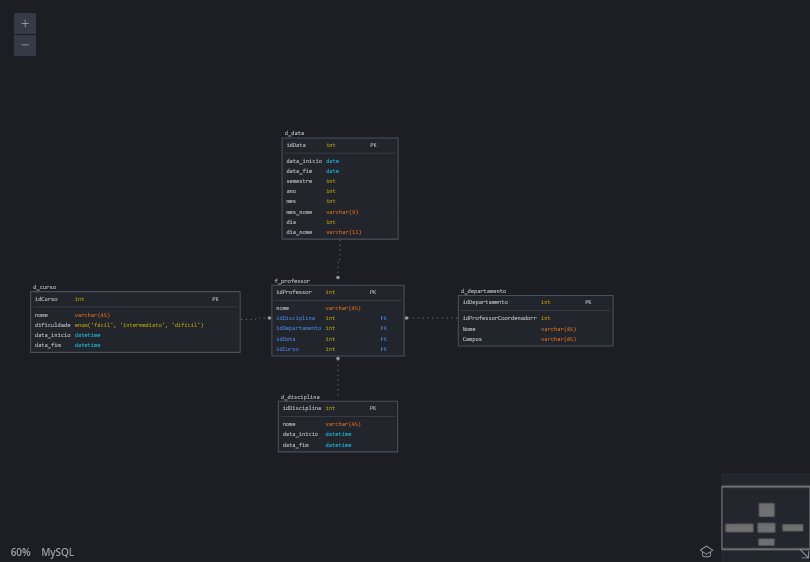 +
−
d_data
idData int PK
data_inicio date
data_fim date
semestre int
ano int
mes int
mes_nome varchar(9)
dia int
dia_nome varchar(11)
d_curso
idCurso int PK
nome varchar(45)
dificuldade enum('fácil', 'intermediato', 'difícil')
data_inicio datetime
data_fim datetime
f_professor
idProfessor int PK
nome varchar(45)
idDisciplina int FK
idDepartamento int FK
idData int FK
idCurso int FK
d_departamento
idDepartamento int PK
idProfessorCoordenadorr int
Nome varchar(45)
Campus varchar(45)
d_disciplina
idDisciplina int PK
nome varchar(45)
data_inicio datetime
data_fim datetime
60% MySQL